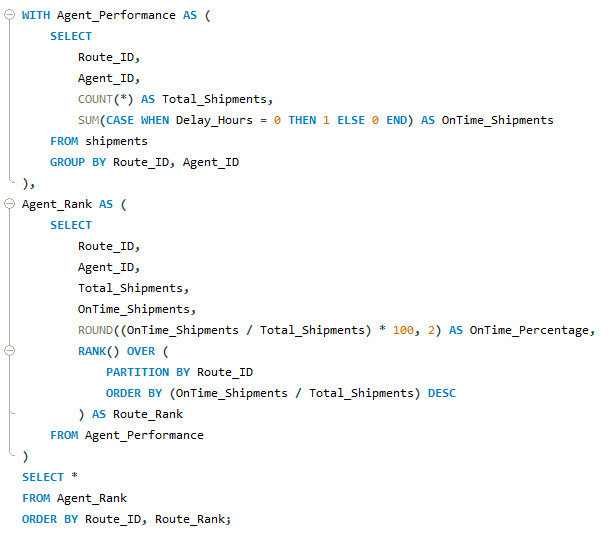 WITH Agent_Performance AS (
    SELECT
        Route_ID,
        Agent_ID,
        COUNT(*) AS Total_Shipments,
        SUM(CASE WHEN Delay_Hours = 0 THEN 1 ELSE 0 END) AS OnTime_Shipments
    FROM shipments
    GROUP BY Route_ID, Agent_ID
),
Agent_Rank AS (
    SELECT
        Route_ID,
        Agent_ID,
        Total_Shipments,
        OnTime_Shipments,
        ROUND((OnTime_Shipments / Total_Shipments) * 100, 2) AS OnTime_Percentage,
        RANK() OVER (
            PARTITION BY Route_ID
            ORDER BY (OnTime_Shipments / Total_Shipments) DESC
        ) AS Route_Rank
    FROM Agent_Performance
)
SELECT *
FROM Agent_Rank
ORDER BY Route_ID, Route_Rank;